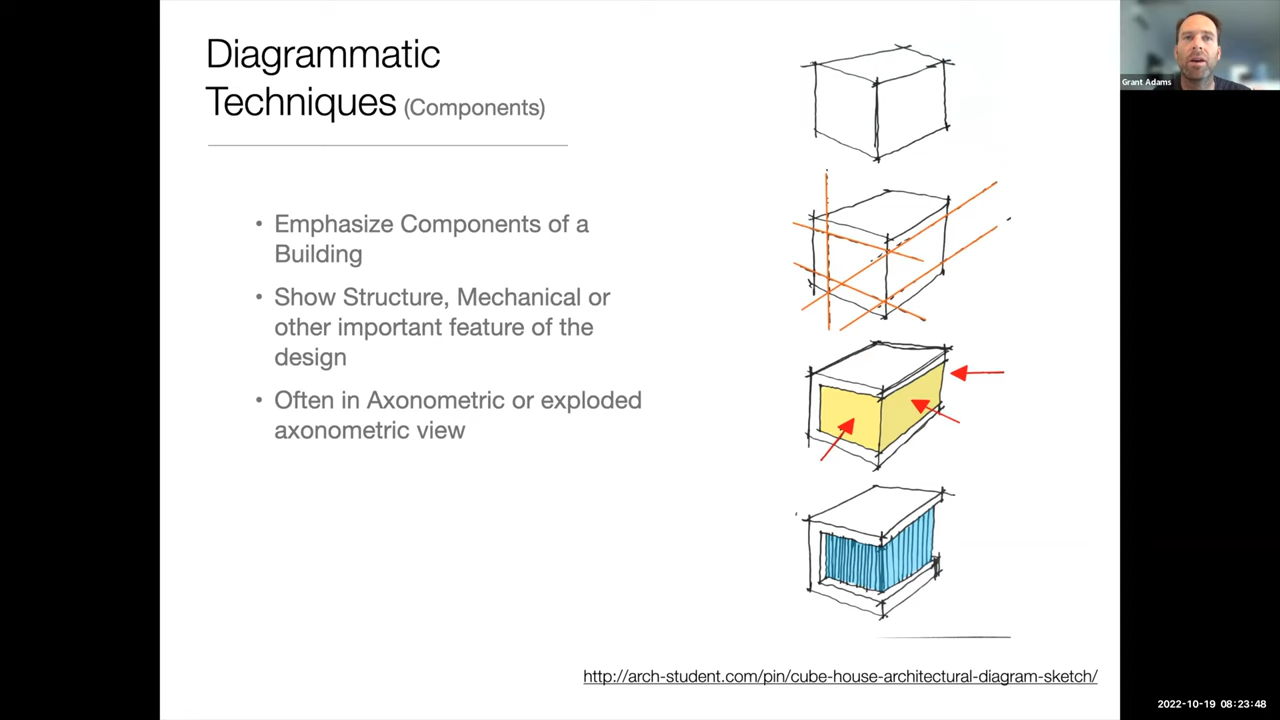 Diagrammatic
Techniques (Components)
• Emphasize Components of a
Building
• Show Structure, Mechanical or
other important feature of the
design
• Often in Axonometric or exploded
axonometric view
http://arch-student.com/pin/cube-house-architectural-diagram-sketch/
Grant Adams
2022-10-19 08:23:48